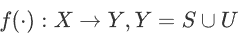 f(·) : X → Y, Y = S ∪ U